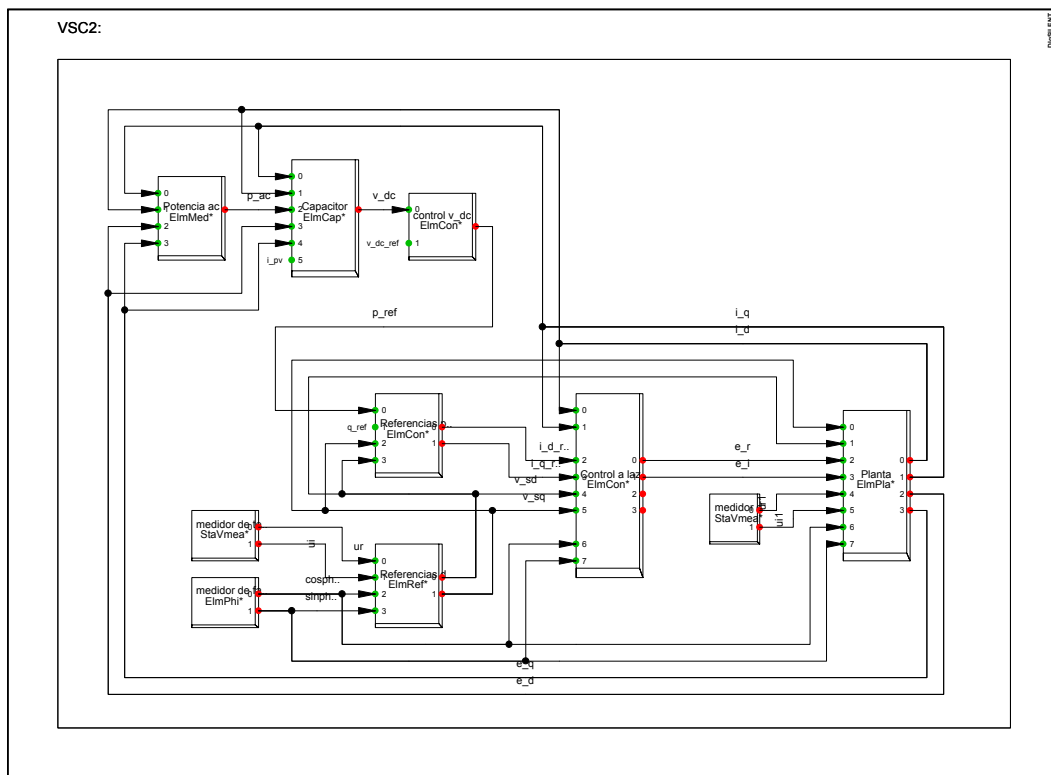 VSC2:
DIgSILENT
0
1
2
3
Potencia ac
ElmMed*
p_ac
0
1
2
3
4
5
Capacitor
ElmCap*
i_pv
v_dc
0
1
control v_dc
ElmCon*
v_dc_ref
p_ref
i_q
i_d
0
1
2
3
Referencias
ElmCon*
q_ref
0
1
i_d_r..
i_q_r..
v_sd
v_sq
0
1
2
3
4
5
6
7
Control a laz
ElmCon*
0
1
2
3
e_r
e_i
0
1
2
3
4
5
6
7
Planta
ElmPla*
0
1
2
3
medidor
StaVmea*
0
1
ui1
medidor de
StaVmea*
0
1
ui
ur
medidor de
ElmPhi*
0
1
cosph..
sinph..
0
1
2
3
Referencias d
ElmRef*
0
1
e_q
e_d